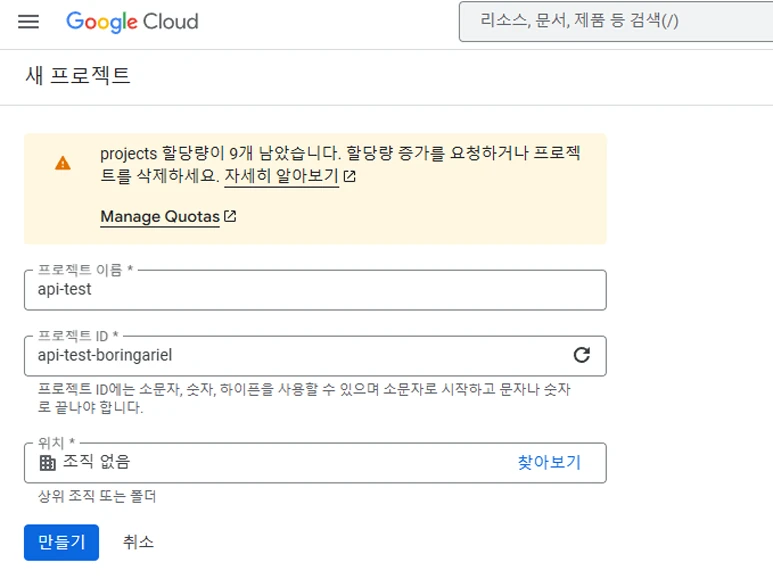 Google Cloud
리소스, 문서, 제품 등 검색(/)
새 프로젝트
projects 할당량이 9개 남았습니다. 할당량 증가를 요청하거나 프로젝
트를 삭제하세요. 자세히 알아보기
Manage Quotas
프로젝트 이름 *
api-test
프로젝트 ID *
api-test-boringariel
프로젝트 ID에는 소문자, 숫자, 하이픈을 사용할 수 있으며 소문자로 시작하고 문자나 숫자
로 끝나야 합니다.
위치 *
조직 없음 찾아보기
상위 조직 또는 폴더
만들기 취소